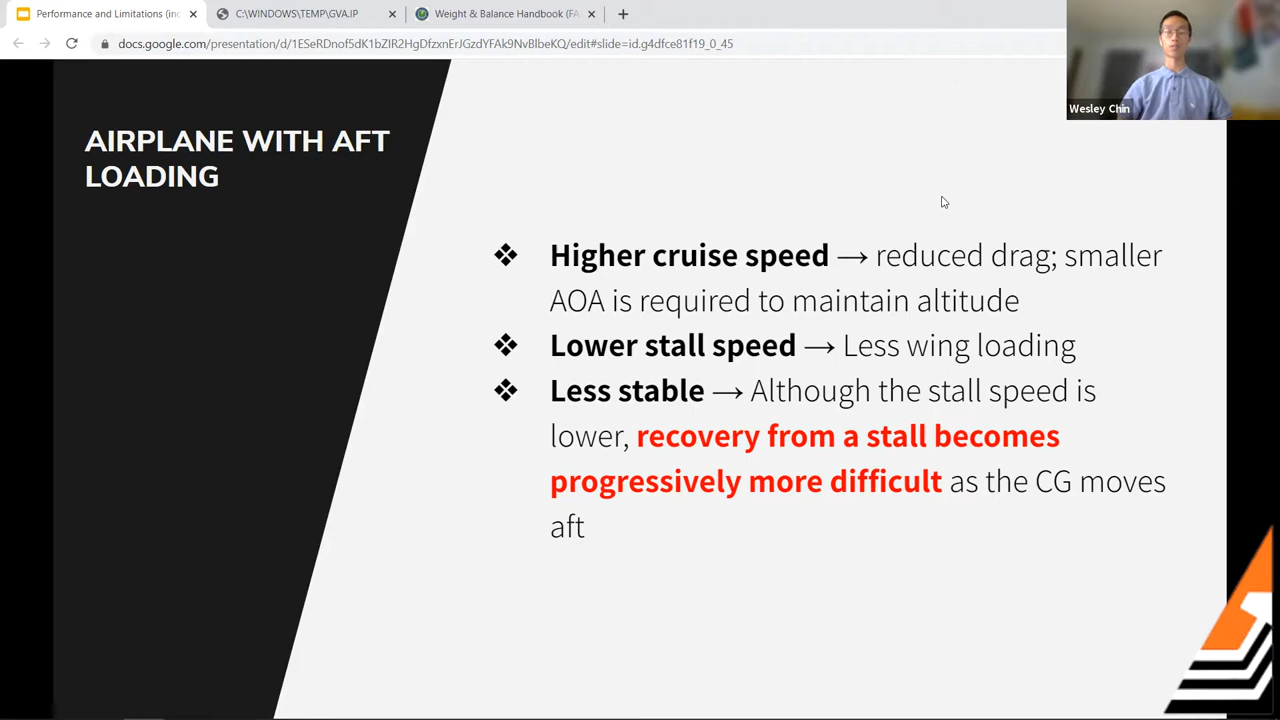 Performance and Limitations (inc
C:\WINDOWS\TEMP\GVA.IP
Weight & Balance Handbook (FA
docs.google.com/presentation/d/1ESeRDnof5dK1bZIR2HgDfzxnErJGzdYFAk9NvBlbeKQ/edit#slide=id.g4dfce81f19_0_45
Wesley Chin
AIRPLANE WITH AFT
LOADING
❖ Higher cruise speed → reduced drag; smaller
AOA is required to maintain altitude
❖ Lower stall speed → Less wing loading
❖ Less stable → Although the stall speed is
lower, recovery from a stall becomes
progressively more difficult as the CG moves
aft